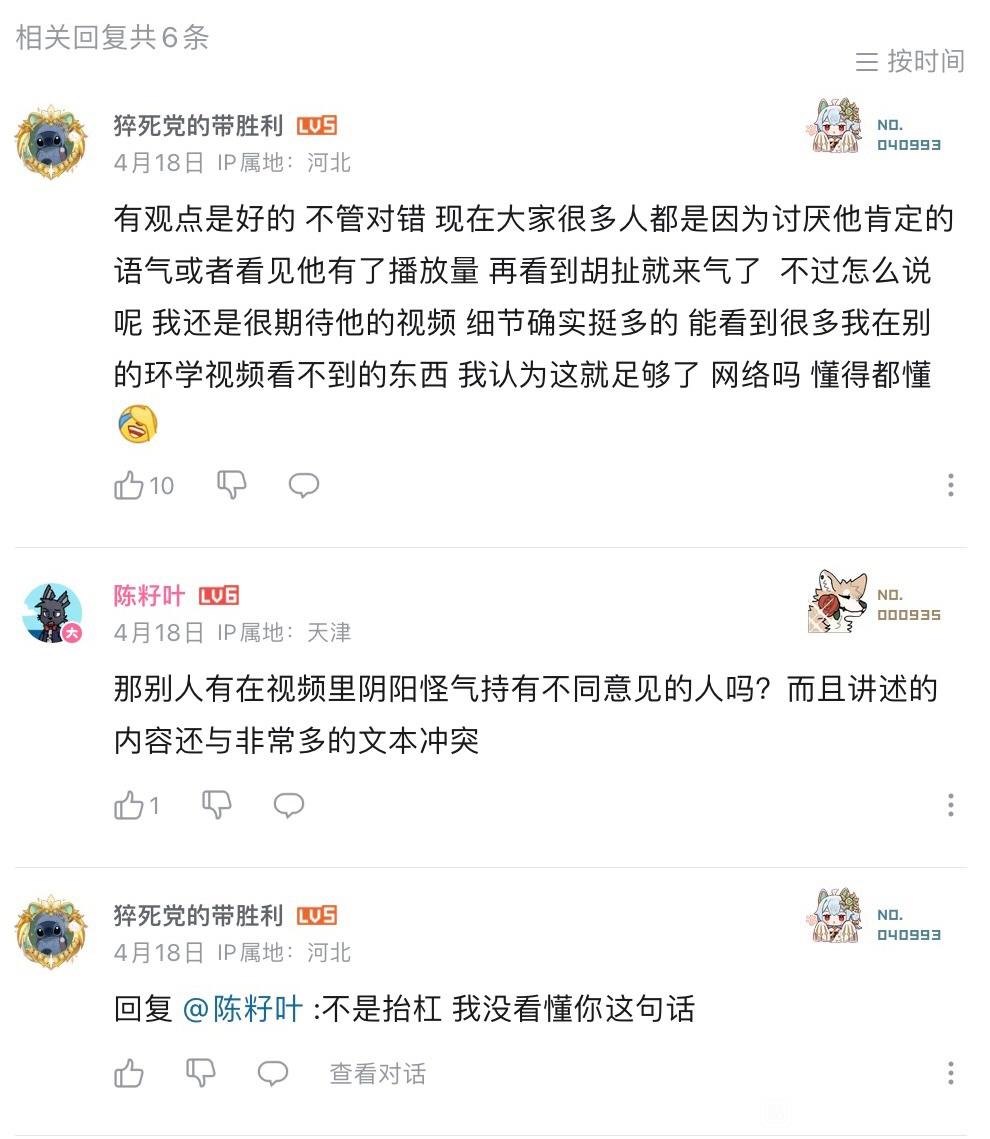 相关回复共6条
按时间
猝死党的带胜利 LV5
NO.
040993
4月18日 IP属地：河北
有观点是好的 不管对错 现在大家很多人都是因为讨厌他肯定的
语气或者看见他有了播放量 再看到胡扯就来气了 不过怎么说
呢 我还是很期待他的视频 细节确实挺多的 能看到很多我在别
的环学视频看不到的东西 我认为这就足够了 网络吗 懂得都懂
10
陈籽叶 LV6
NO.
000935
大
4月18日 IP属地：天津
那别人有在视频里阴阳怪气持有不同意见的人吗？而且讲述的
内容还与非常多的文本冲突
1
猝死党的带胜利 LV5
NO.
040993
4月18日 IP属地：河北
回复 @陈籽叶 :不是抬杠 我没看懂你这句话
查看对话